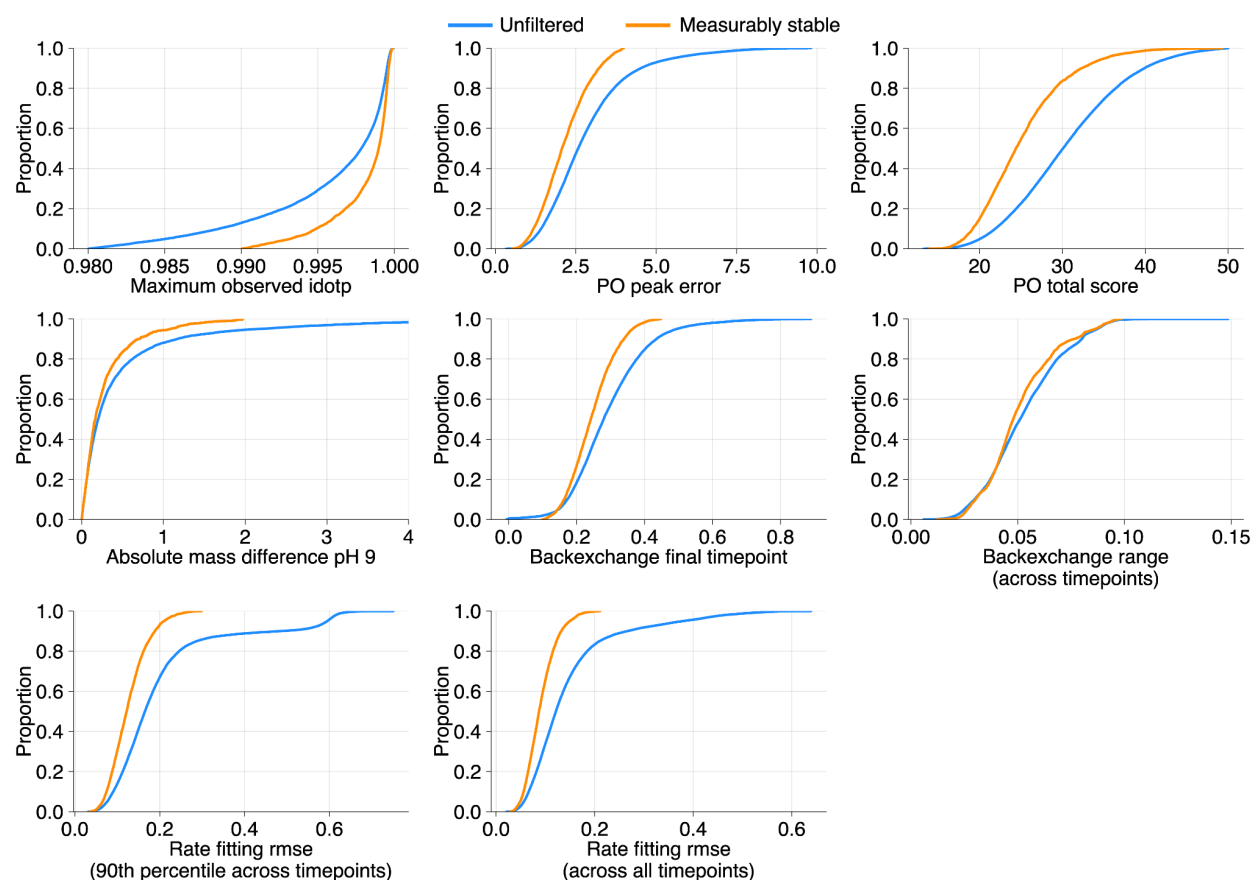 Unfiltered Measurably stable
Proportion
1.0
0.8
0.6
0.4
0.2
0.0
0.980 0.985 0.990 0.995 1.000
Maximum observed idotp
Proportion
1.0
0.8
0.6
0.4
0.2
0.0
0.0 2.5 5.0 7.5 10.0
PO peak error
Proportion
1.0
0.8
0.6
0.4
0.2
0.0
20 30 40 50
PO total score
Proportion
1.0
0.8
0.6
0.4
0.2
0.0
0 1 2 3 4
Absolute mass difference pH 9
Proportion
1.0
0.8
0.6
0.4
0.2
0.0
0.0 0.2 0.4 0.6 0.8
Backexchange final timepoint
Proportion
1.0
0.8
0.6
0.4
0.2
0.0
0.00 0.05 0.10 0.15
Backexchange range
(across timepoints)
Proportion
1.0
0.8
0.6
0.4
0.2
0.0
0.0 0.2 0.4 0.6
Rate fitting rmse
(90th percentile across timepoints)
Proportion
1.0
0.8
0.6
0.4
0.2
0.0
0.0 0.2 0.4 0.6
Rate fitting rmse
(across all timepoints)